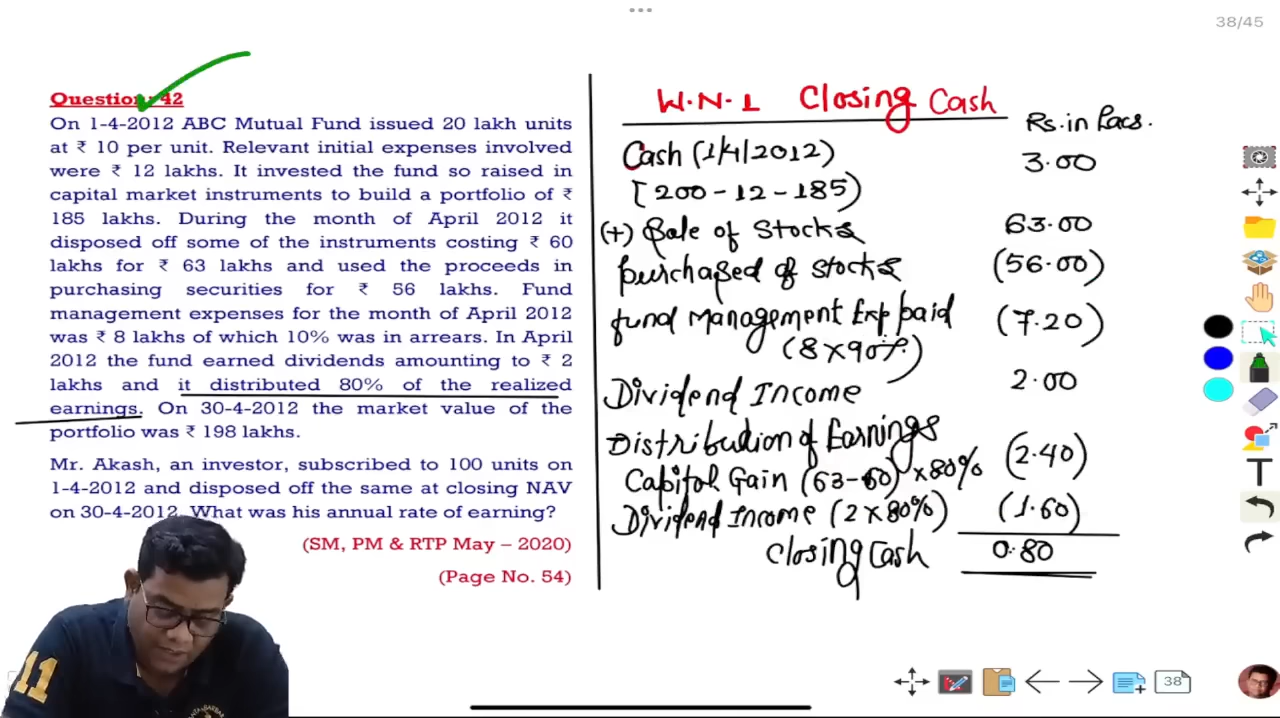 38/45
Question: 42
On 1-4-2012 ABC Mutual Fund issued 20 lakh units
at ₹ 10 per unit. Relevant initial expenses involved
were ₹ 12 lakhs. It invested the fund so raised in
capital market instruments to build a portfolio of ₹
185 lakhs. During the month of April 2012 it
disposed off some of the instruments costing ₹ 60
lakhs for ₹ 63 lakhs and used the proceeds in
purchasing securities for ₹ 56 lakhs. Fund
management expenses for the month of April 2012
was ₹ 8 lakhs of which 10% was in arrears. In April
2012 the fund earned dividends amounting to ₹ 2
lakhs and it distributed 80% of the realized
earnings. On 30-4-2012 the market value of the
portfolio was ₹ 198 lakhs.
Mr. Akash, an investor, subscribed to 100 units on
1-4-2012 and disposed off the same at closing NAV
on 30-4-2012. What was his annual rate of earning?
(SM, PM & RTP May – 2020)
(Page No. 54)
W.N.1 Closing Cash
Rs. in Lacs.
Cash (1/4/2012) 3.00
[200-12-185)
(+) Sale of Stocks 63.00
purchased of stocks (56.00)
fund Management Exp paid (7.20)
(8×90%)
Dividend Income 2.00
Distribution of Earnings
Capital Gain (63-60)×80% (2.40)
Dividend Income (2×80%) (1.60)
Closing Cash 0.80
11
T
38